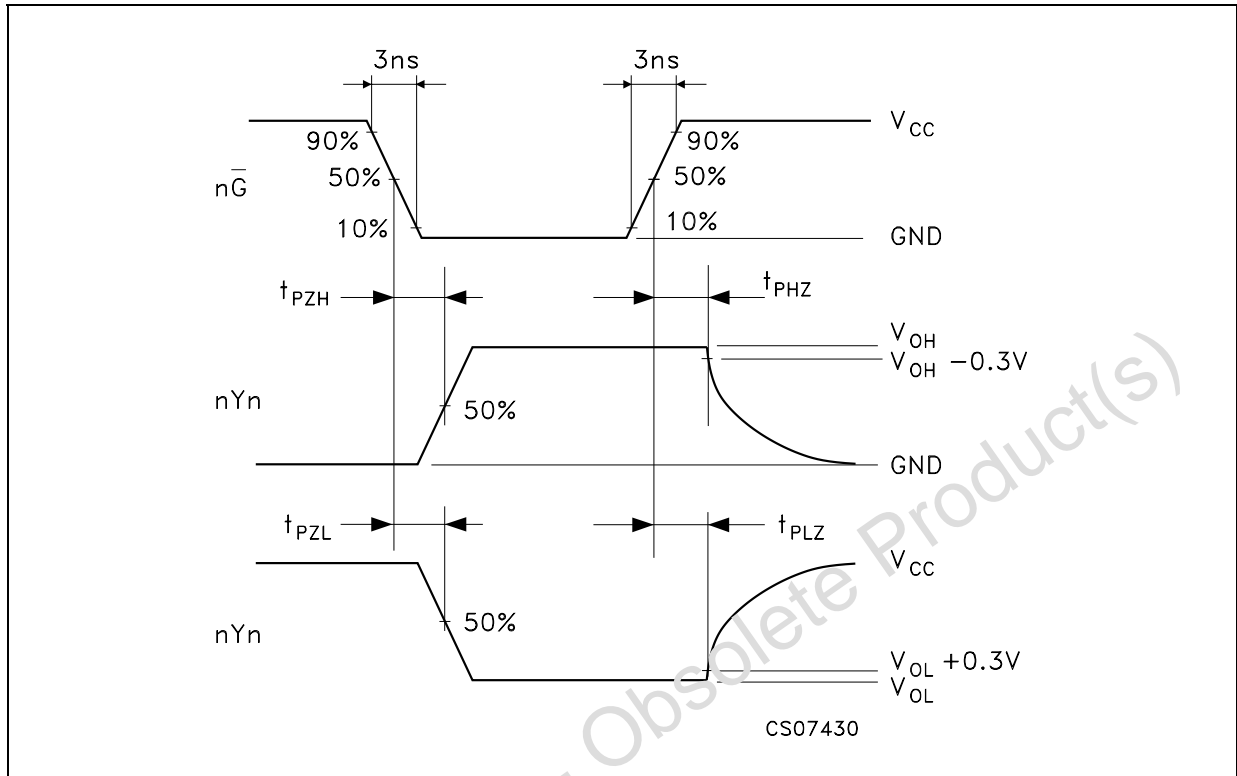 3ns 3ns
90% 90% V_CC
nG̅ 50% 50%
10% 10% GND
t_PZH t_PHZ
V_OH
V_OH −0.3V
nYn 50%
GND
t_PZL t_PLZ
V_CC
nYn 50%
V_OL +0.3V
V_OL
CS07430
Obsolete Product(s)